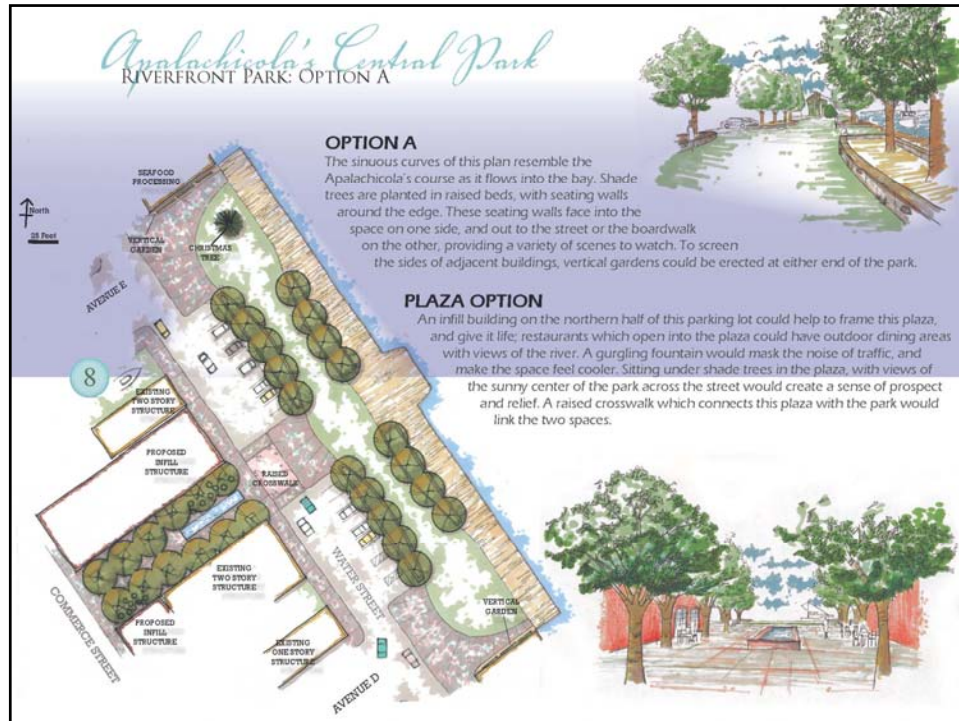 Apalachicola's Central Park
RIVERFRONT PARK: OPTION A
OPTION A
The sinuous curves of this plan resemble the
Apalachicola's course as it flows into the bay. Shade
trees are planted in raised beds, with seating walls
around the edge. These seating walls face into the
space on one side, and out to the street or the boardwalk
on the other, providing a variety of scenes to watch. To screen
the sides of adjacent buildings, vertical gardens could be erected at either end of the park.
PLAZA OPTION
An infill building on the northern half of this parking lot could help to frame this plaza,
and give it life; restaurants which open into the plaza could have outdoor dining areas
with views of the river. A gurgling fountain would mask the noise of traffic, and
make the space feel cooler. Sitting under shade trees in the plaza, with views of
the sunny center of the park across the street would create a sense of prospect
and relief. A raised crosswalk which connects this plaza with the park would
link the two spaces.
SEAFOOD
PROCESSING
North
25 Feet
VERTICAL
GARDEN
CHRISTMAS
TREE
AVENUE E
8
EXISTING
TWO STORY
STRUCTURE
PROPOSED
INFILL
STRUCTURE
RAISED
CROSSWALK
WATER STREET
EXISTING
TWO STORY
STRUCTURE
COMMERCE STREET
PROPOSED
INFILL
STRUCTURE
EXISTING
ONE STORY
STRUCTURE
VERTICAL
GARDEN
AVENUE D